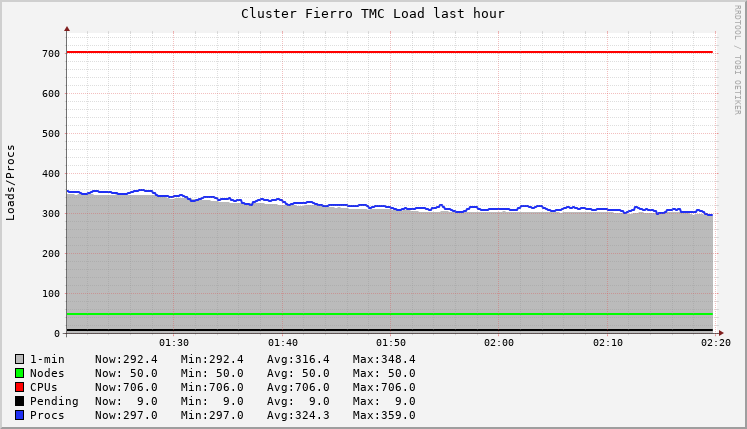 Cluster Fierro TMC Load last hour
RRDTOOL / TOBI OETIKER
Loads/Procs
700
600
500
400
300
200
100
0
01:30 01:40 01:50 02:00 02:10 02:20
1-min Now:292.4 Min:292.4 Avg:316.4 Max:348.4
Nodes Now: 50.0 Min: 50.0 Avg: 50.0 Max: 50.0
CPUs Now:706.0 Min:706.0 Avg:706.0 Max:706.0
Pending Now: 9.0 Min: 9.0 Avg: 9.0 Max: 9.0
Procs Now:297.0 Min:297.0 Avg:324.3 Max:359.0